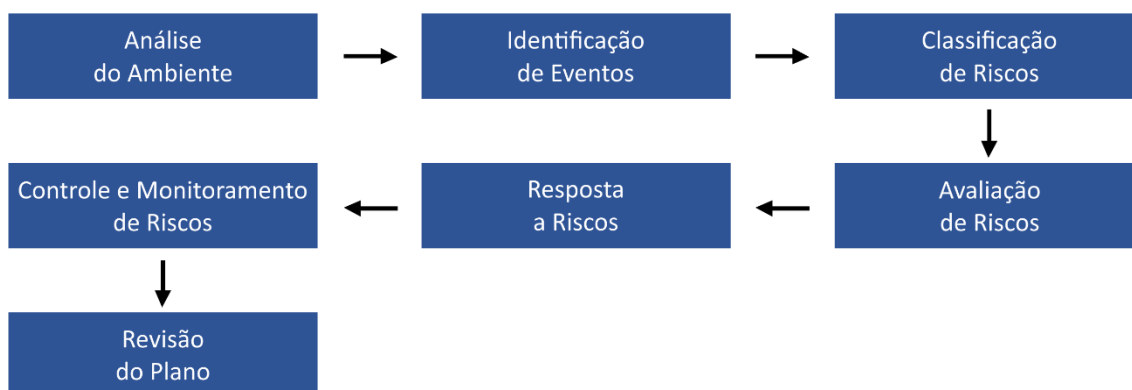 Análise
do Ambiente
Identificação
de Eventos
Classificação
de Riscos
Avaliação
de Riscos
Resposta
a Riscos
Controle e Monitoramento
de Riscos
Revisão
do Plano